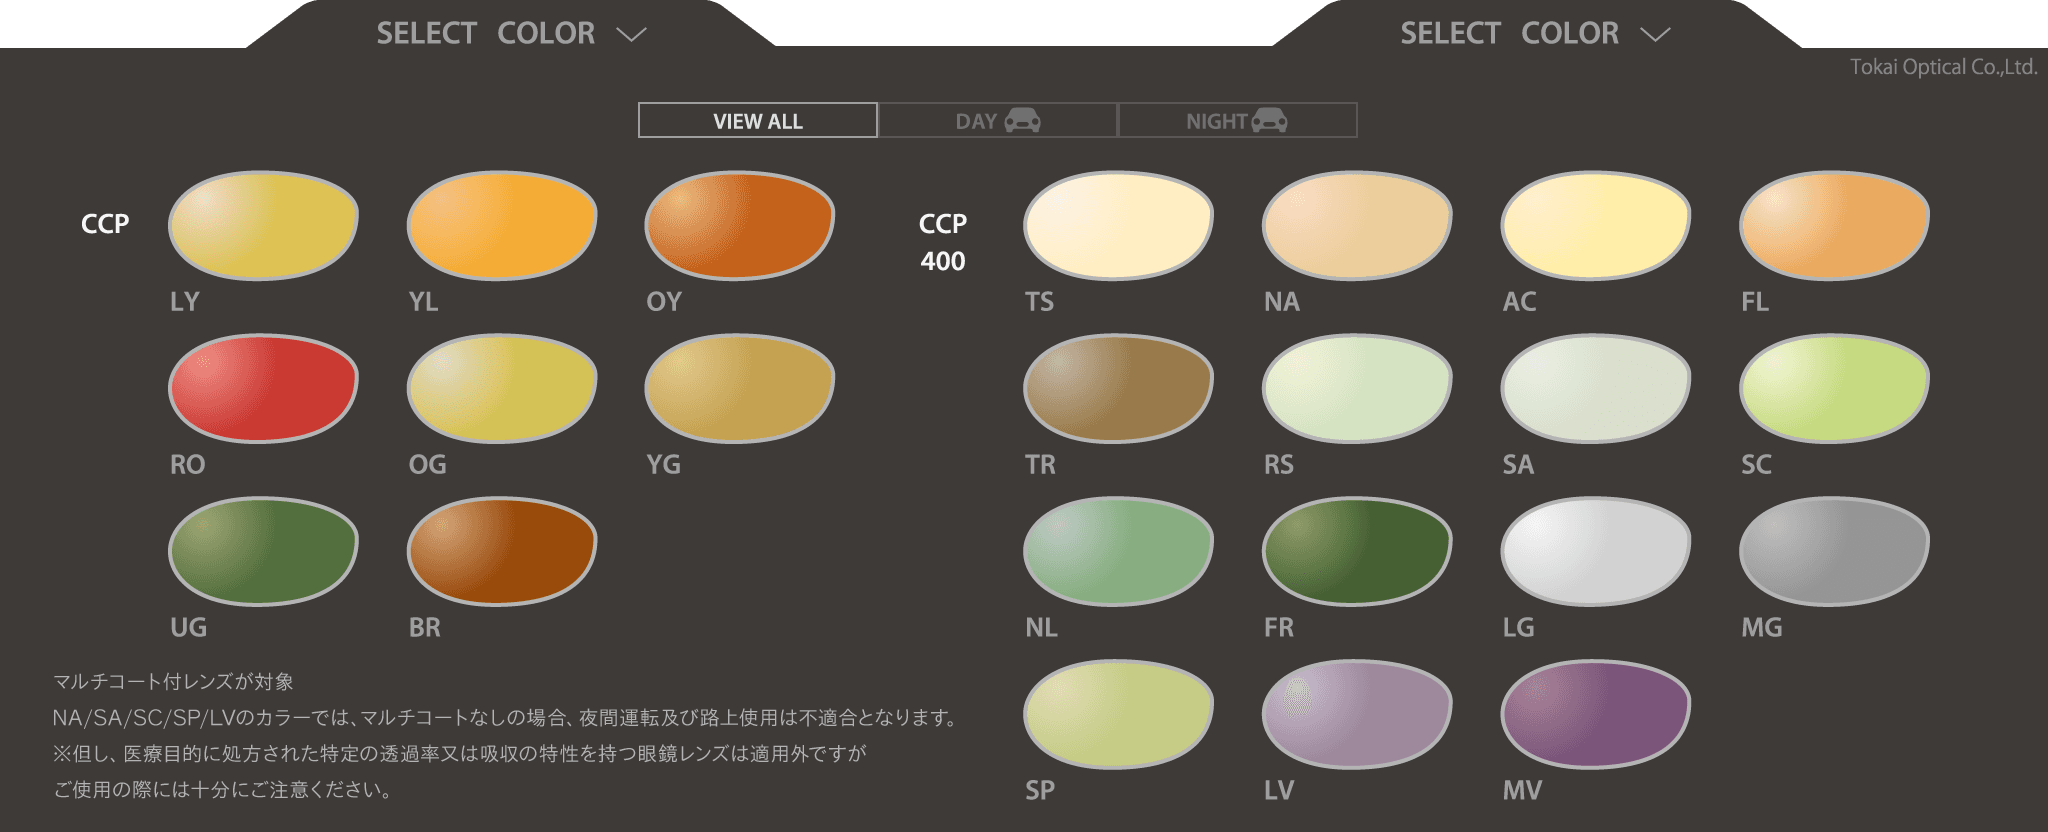 SELECT COLOR
SELECT COLOR
Tokai Optical Co.,Ltd.
VIEW ALL
DAY
NIGHT
CCP
LY
YL
OY
RO
OG
YG
UG
BR
CCP
400
TS
NA
AC
FL
TR
RS
SA
SC
NL
FR
LG
MG
SP
LV
MV
マルチコート付レンズが対象
NA/SA/SC/SP/LVのカラーでは、マルチコートなしの場合、夜間運転及び路上使用は不適合となります。
※但し、医療目的に処方された特定の透過率又は吸収の特性を持つ眼鏡レンズは適用外ですが
ご使用の際には十分にご注意ください。